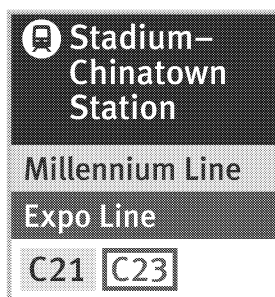 Stadium–
Chinatown
Station
Millennium Line
Expo Line
C21 C23